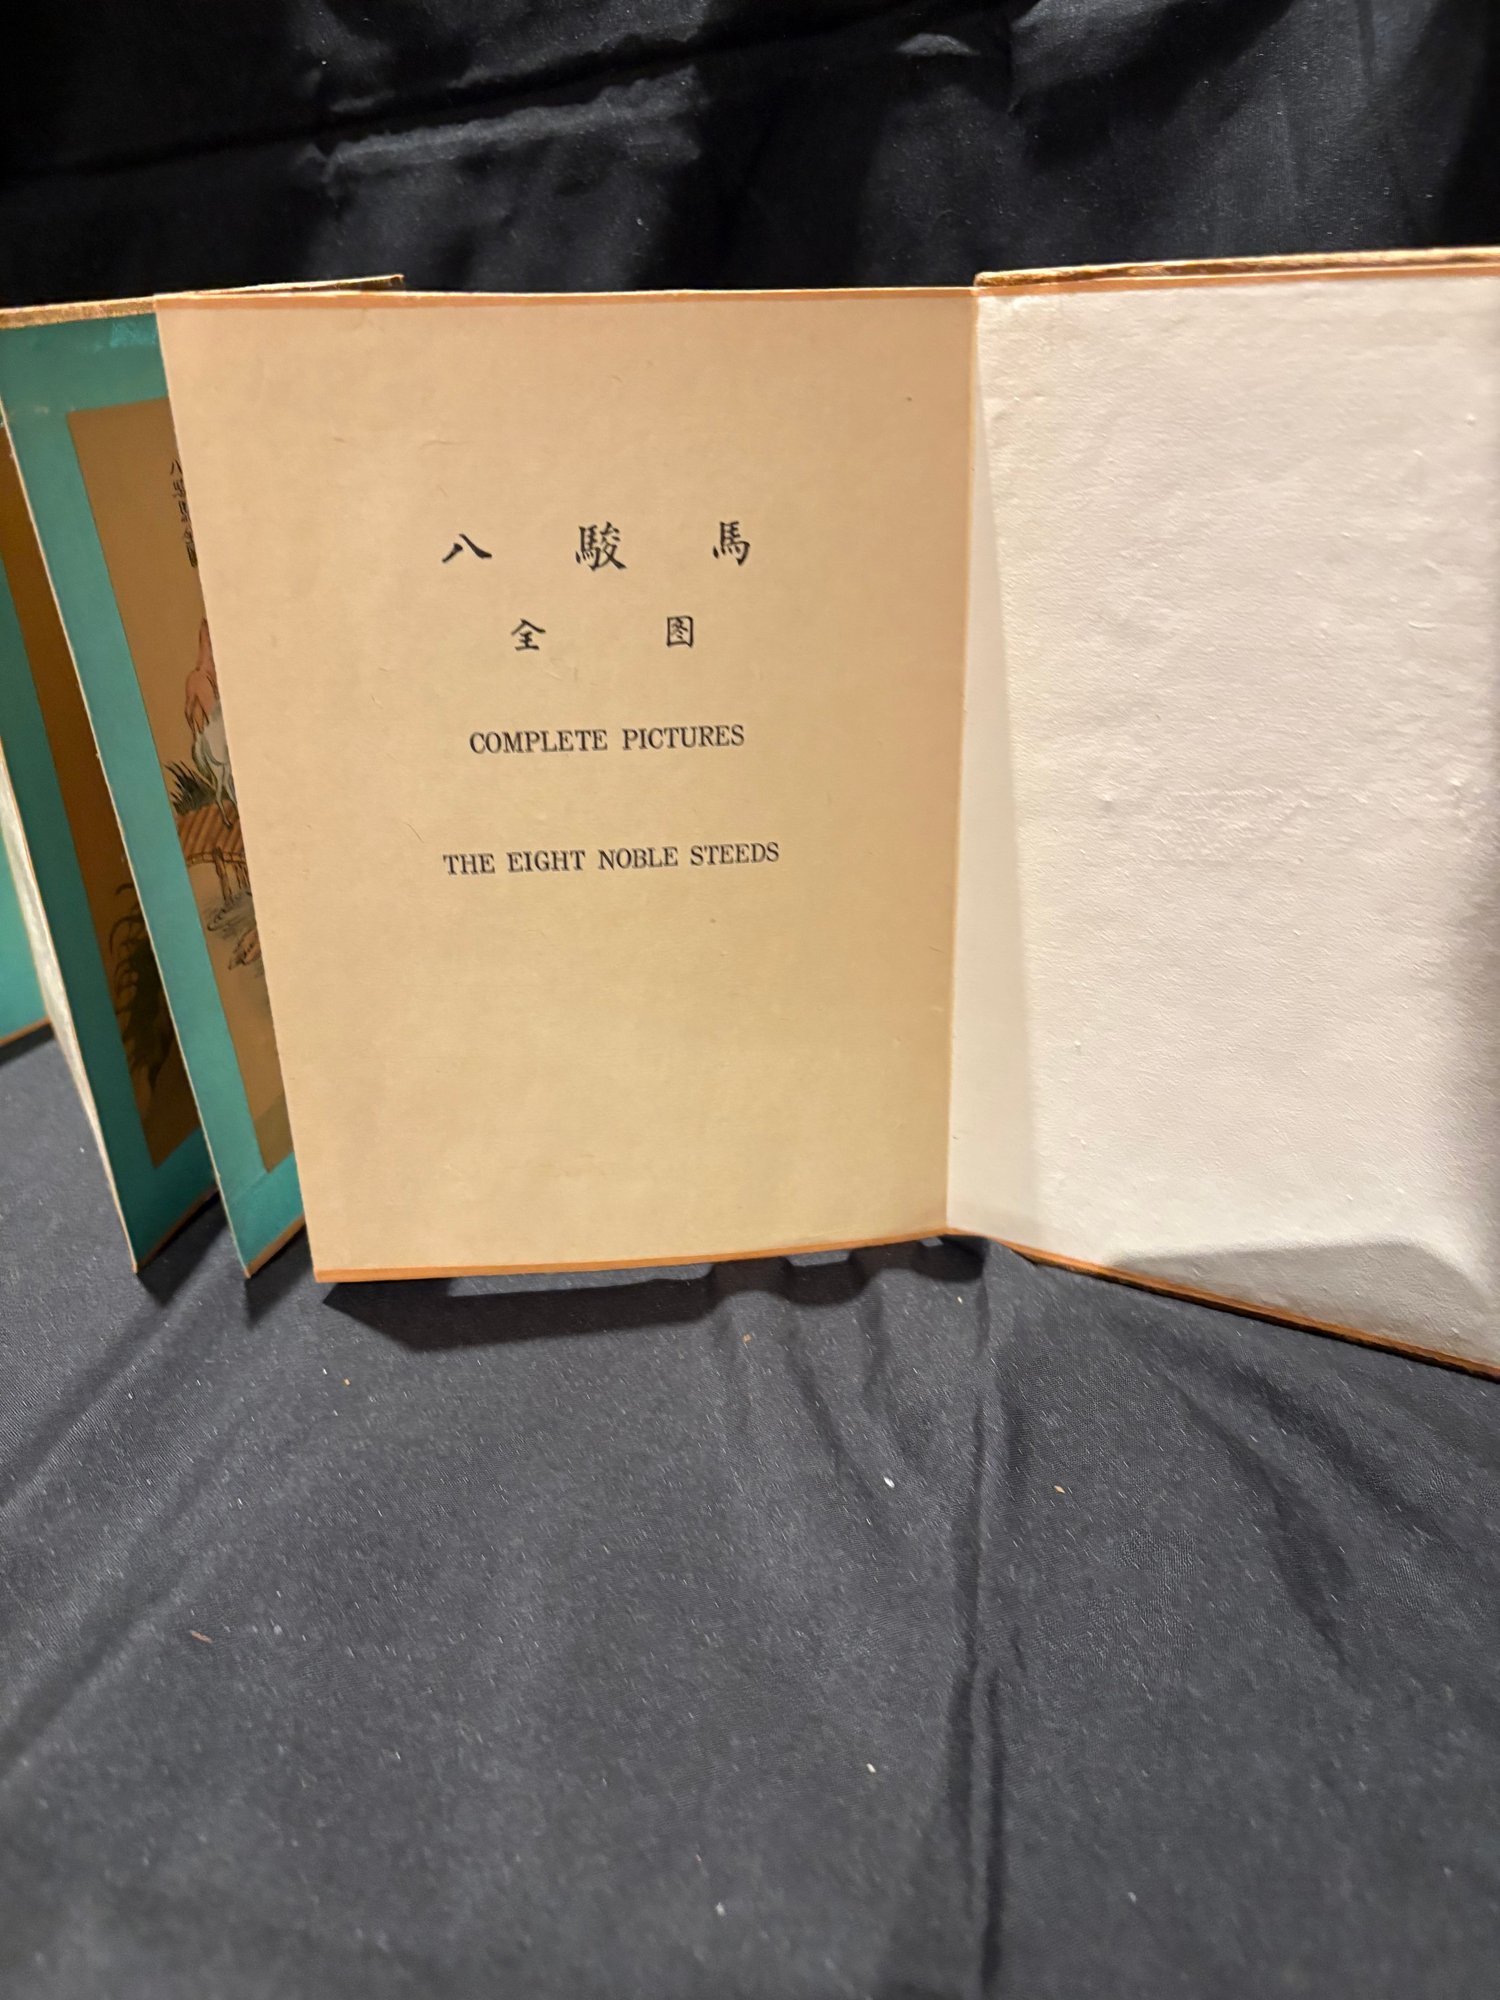 八駿馬
全图
COMPLETE PICTURES
THE EIGHT NOBLE STEEDS